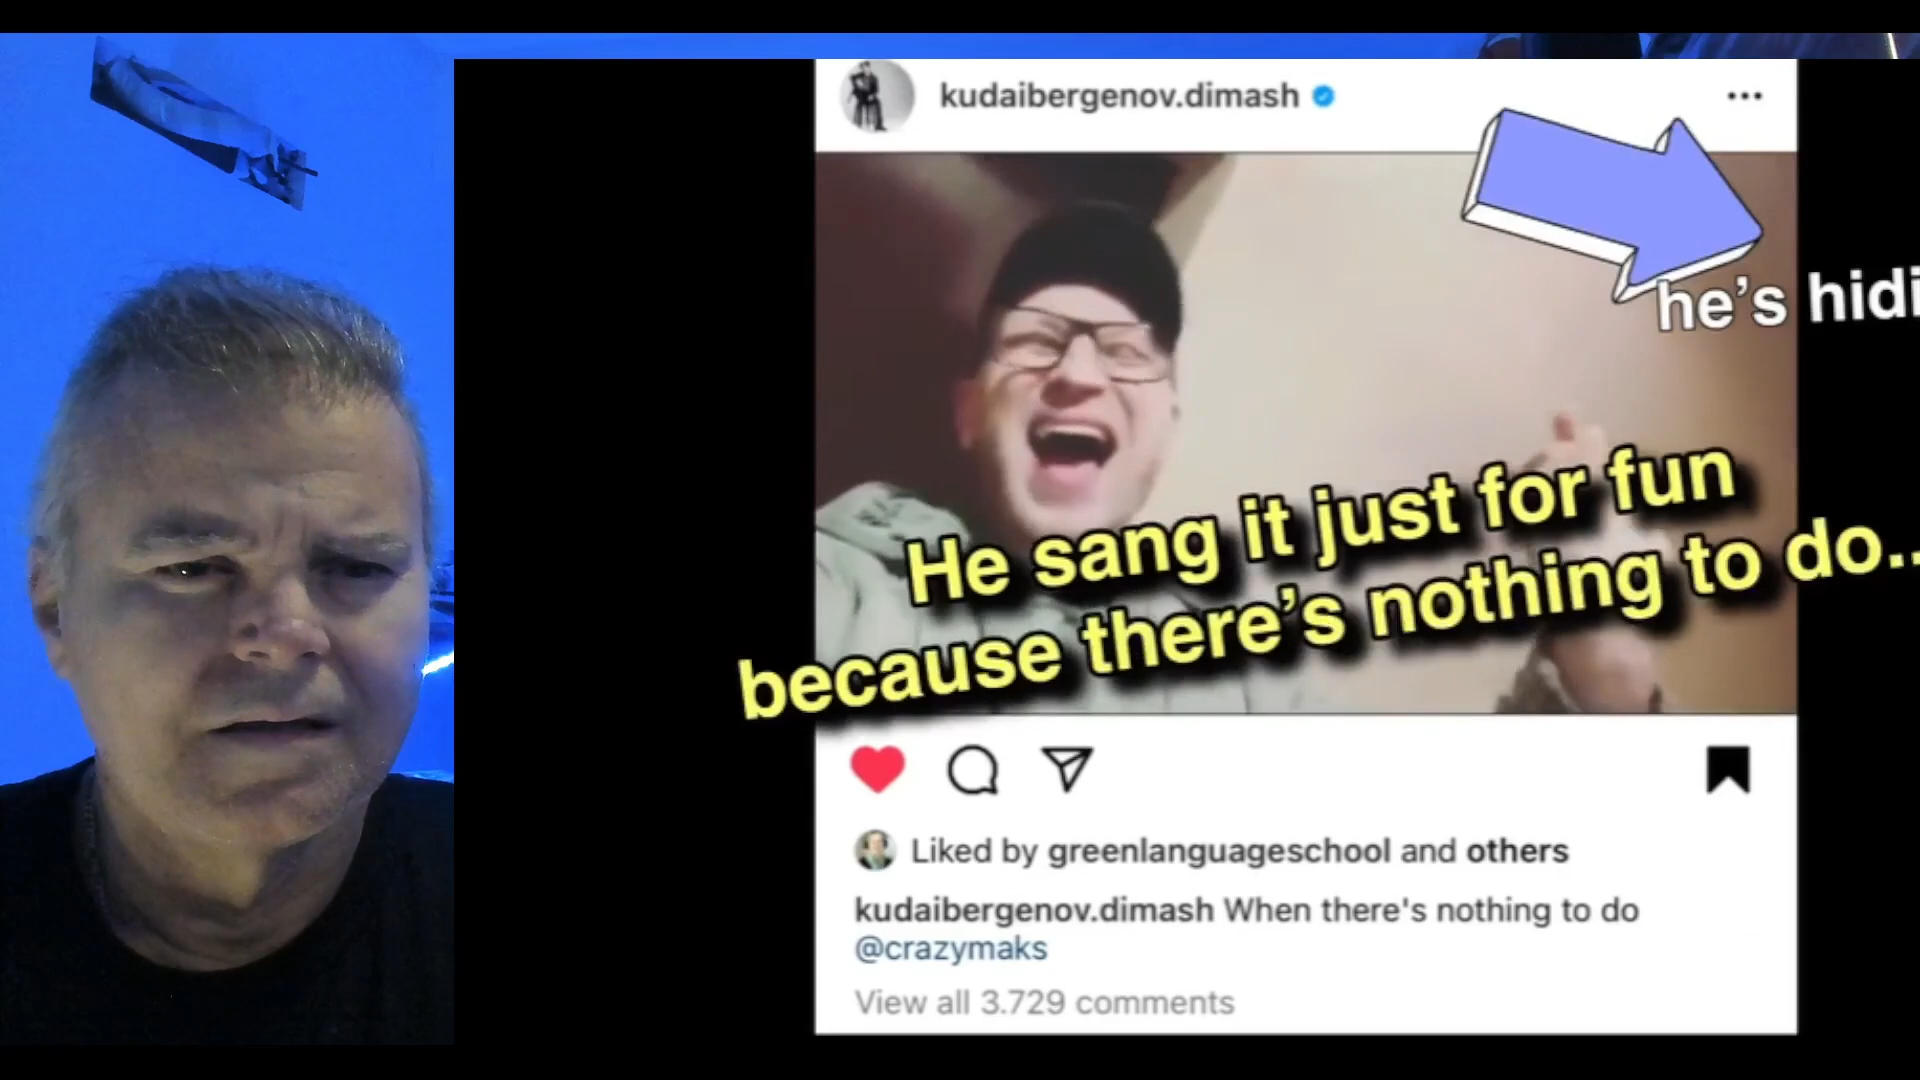 kudaibergenov.dimash
he's hidi
He sang it just for fun
because there's nothing to do..
Liked by greenlanguageschool and others
kudaibergenov.dimash When there's nothing to do
@crazymaks
View all 3.729 comments